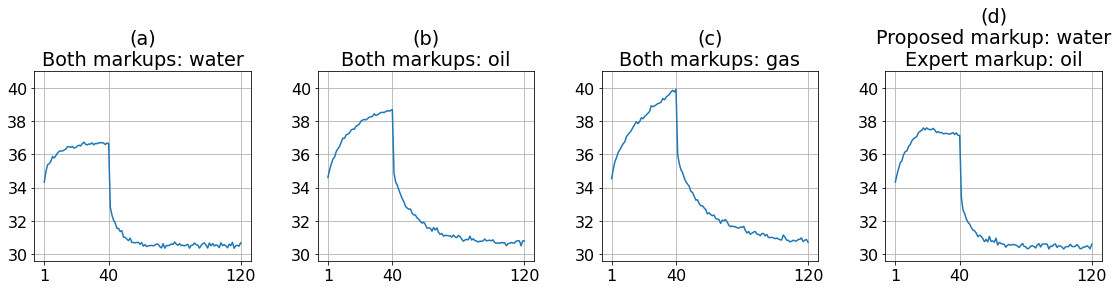 (a)
Both markups: water
40
38
36
34
32
30
1 40 120
(b)
Both markups: oil
40
38
36
34
32
30
1 40 120
(c)
Both markups: gas
40
38
36
34
32
30
1 40 120
(d)
Proposed markup: water
Expert markup: oil
40
38
36
34
32
30
1 40 120